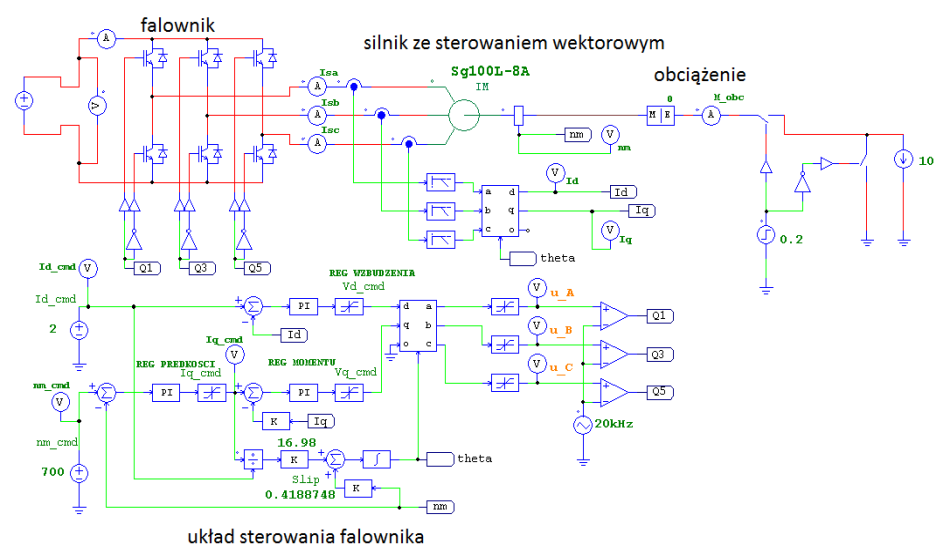 falownik
silnik ze sterowaniem wektorowym
Sg100L-8A
IM
obciążenie
A
V
Isa
A
Isb
A
Isc
A
nm
V
nm
0
M E
M_obc
A
10
0.2
a d
b q
c o
V
Id
Id
Iq
V
Iq
theta
Q1
Q3
Q5
Id_cmd
V
Id_cmd
2
REG WZBUDZENIA
Vd_cmd
PI
Id
d a
q b
o c
V
u_A
V
u_B
V
u_C
Q1
Q3
Q5
20kHz
Iq_cmd
V
REG PREDKOSCI
Iq_cmd
PI
REG MOMENTU
Vq_cmd
PI
K
Iq
nm_cmd
V
nm_cmd
700
16.98
K
Slip
0.4188748
K
∫
theta
nm
układ sterowania falownika